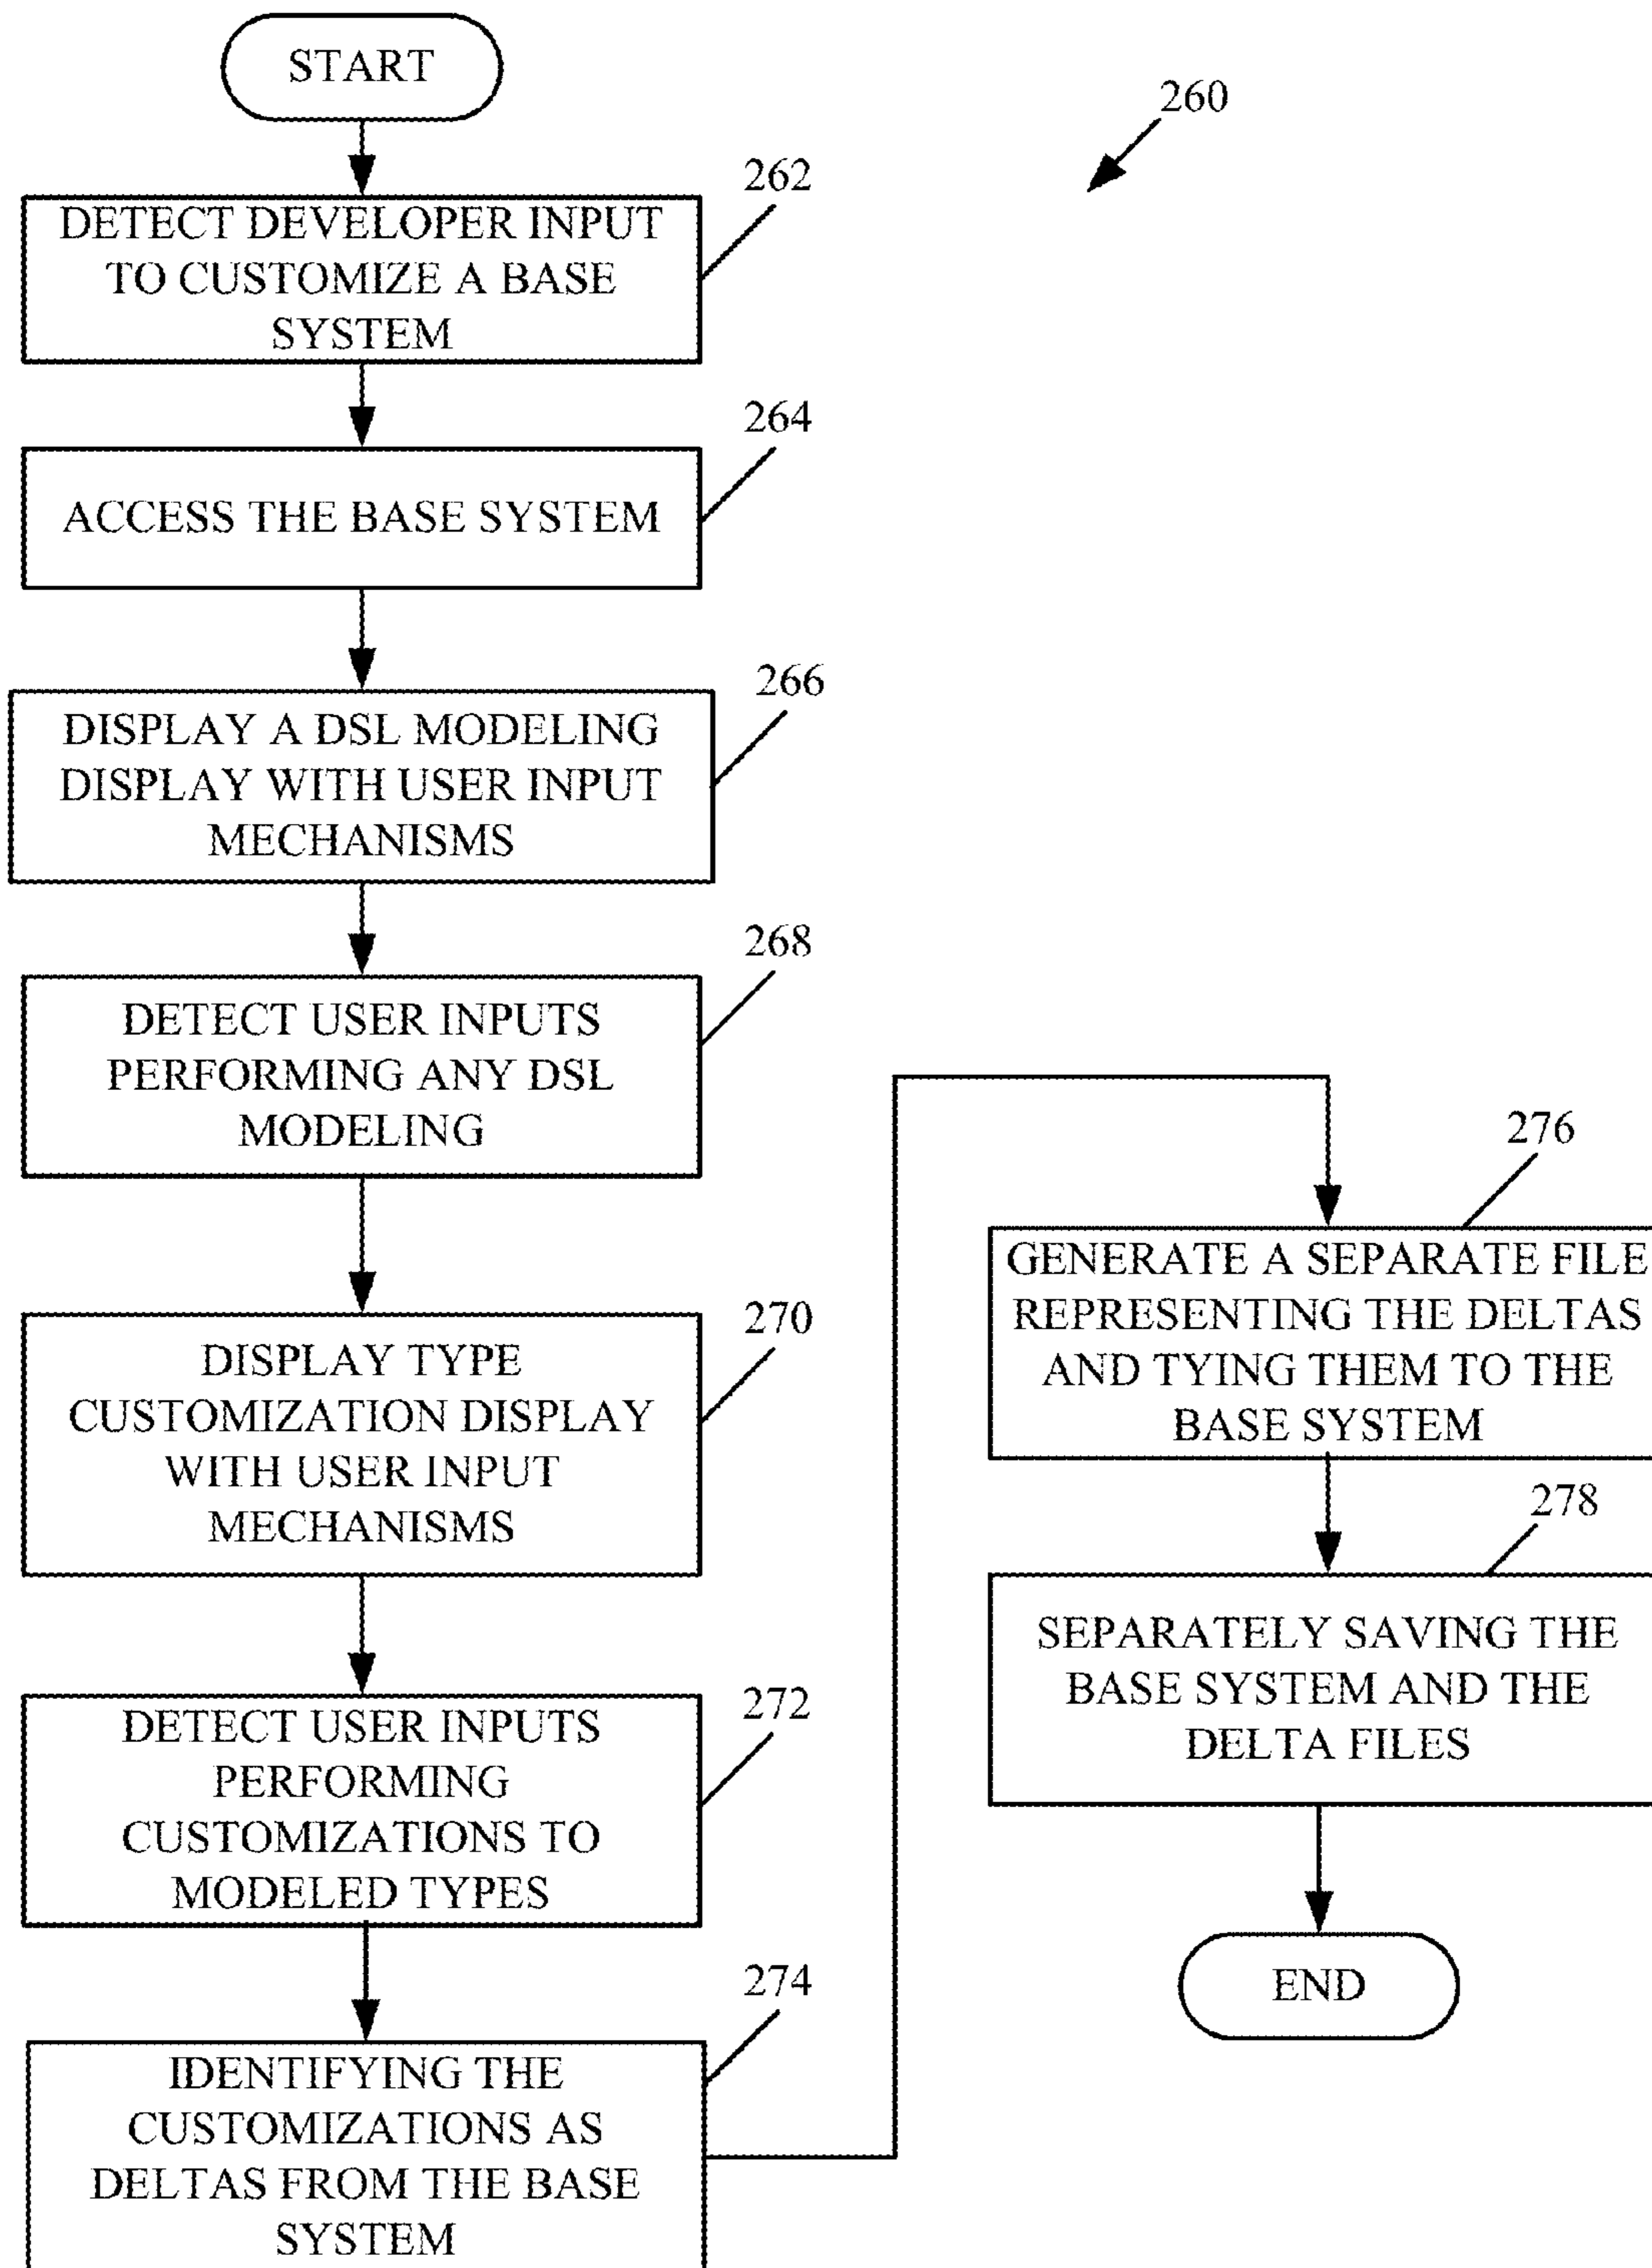 START
260
262
DETECT DEVELOPER INPUT
TO CUSTOMIZE A BASE
SYSTEM
264
ACCESS THE BASE SYSTEM
266
DISPLAY A DSL MODELING
DISPLAY WITH USER INPUT
MECHANISMS
268
DETECT USER INPUTS
PERFORMING ANY DSL
MODELING
270
DISPLAY TYPE
CUSTOMIZATION DISPLAY
WITH USER INPUT
MECHANISMS
272
DETECT USER INPUTS
PERFORMING
CUSTOMIZATIONS TO
MODELED TYPES
274
IDENTIFYING THE
CUSTOMIZATIONS AS
DELTAS FROM THE BASE
SYSTEM
276
GENERATE A SEPARATE FILE
REPRESENTING THE DELTAS
AND TYING THEM TO THE
BASE SYSTEM
278
SEPARATELY SAVING THE
BASE SYSTEM AND THE
DELTA FILES
END